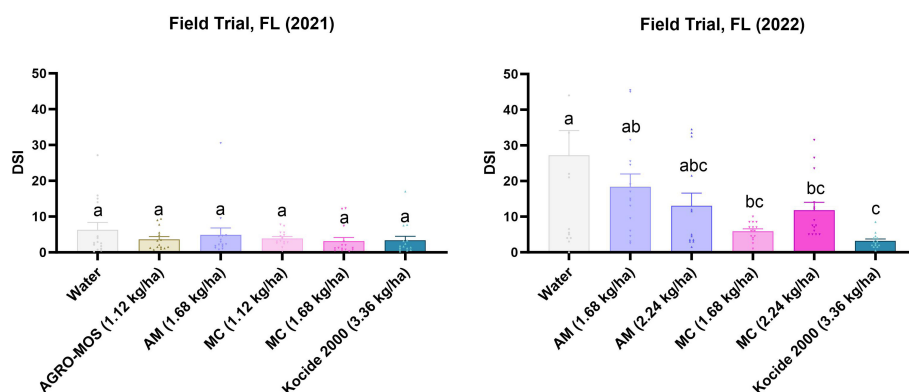 Field Trial, FL (2021)
DSI
50
40
30
20
10
0
a
a
a
a
a
a
Water
AGRO-MOS (1.12 kg/ha)
AM (1.68 kg/ha)
MC (1.12 kg/ha)
MC (1.68 kg/ha)
Kocide 2000 (3.36 kg/ha)
Field Trial, FL (2022)
DSI
50
40
30
20
10
0
a
ab
abc
bc
bc
c
Water
AM (1.68 kg/ha)
AM (2.24 kg/ha)
MC (1.68 kg/ha)
MC (2.24 kg/ha)
Kocide 2000 (3.36 kg/ha)